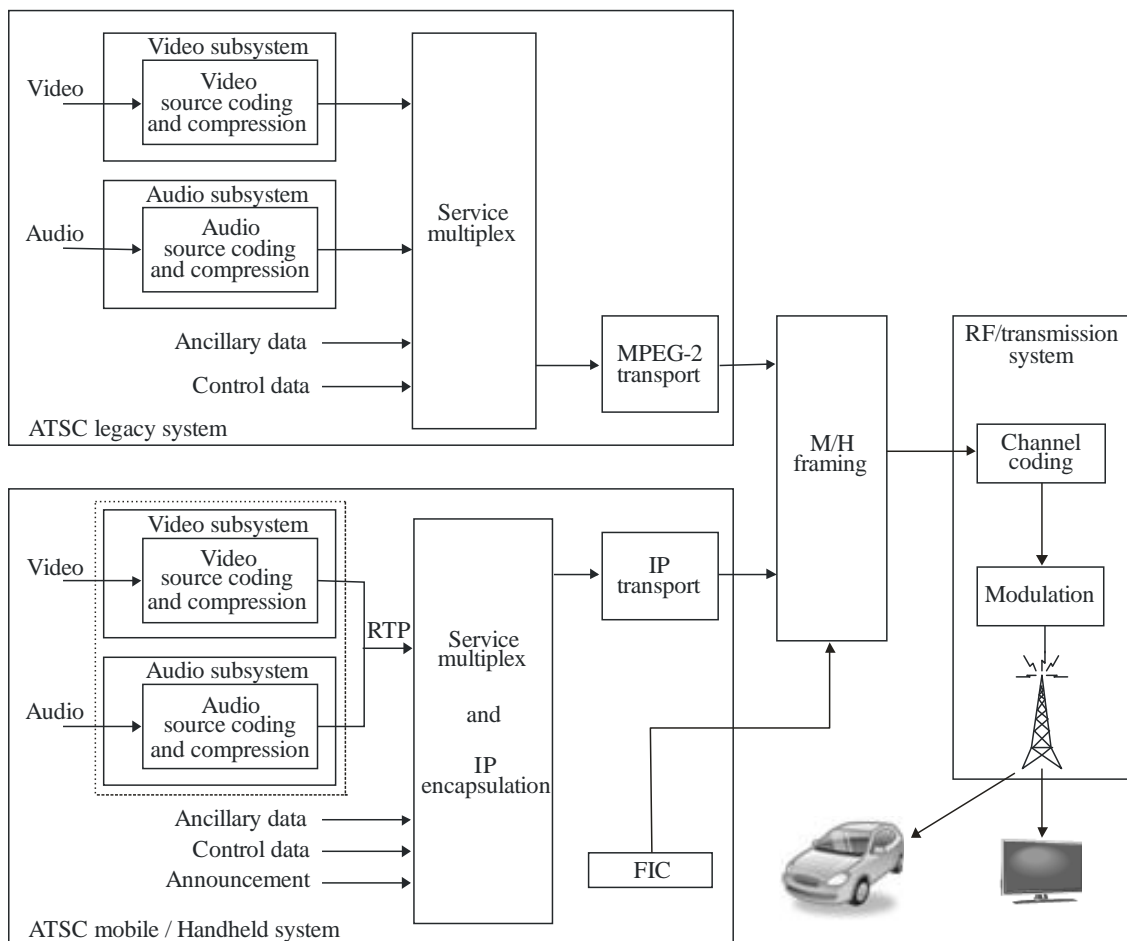 Video subsystem
Video
Video
source coding
and compression
Audio subsystem
Audio
Audio
source coding
and compression
Service
multiplex
Ancillary data
Control data
MPEG-2
transport
ATSC legacy system
M/H
framing
RF/transmission
system
Channel
coding
Modulation
Video subsystem
Video
Video
source coding
and compression
RTP
Audio subsystem
Audio
Audio
source coding
and compression
Service
multiplex
and
IP
encapsulation
IP
transport
Ancillary data
Control data
Announcement
FIC
ATSC mobile / Handheld system